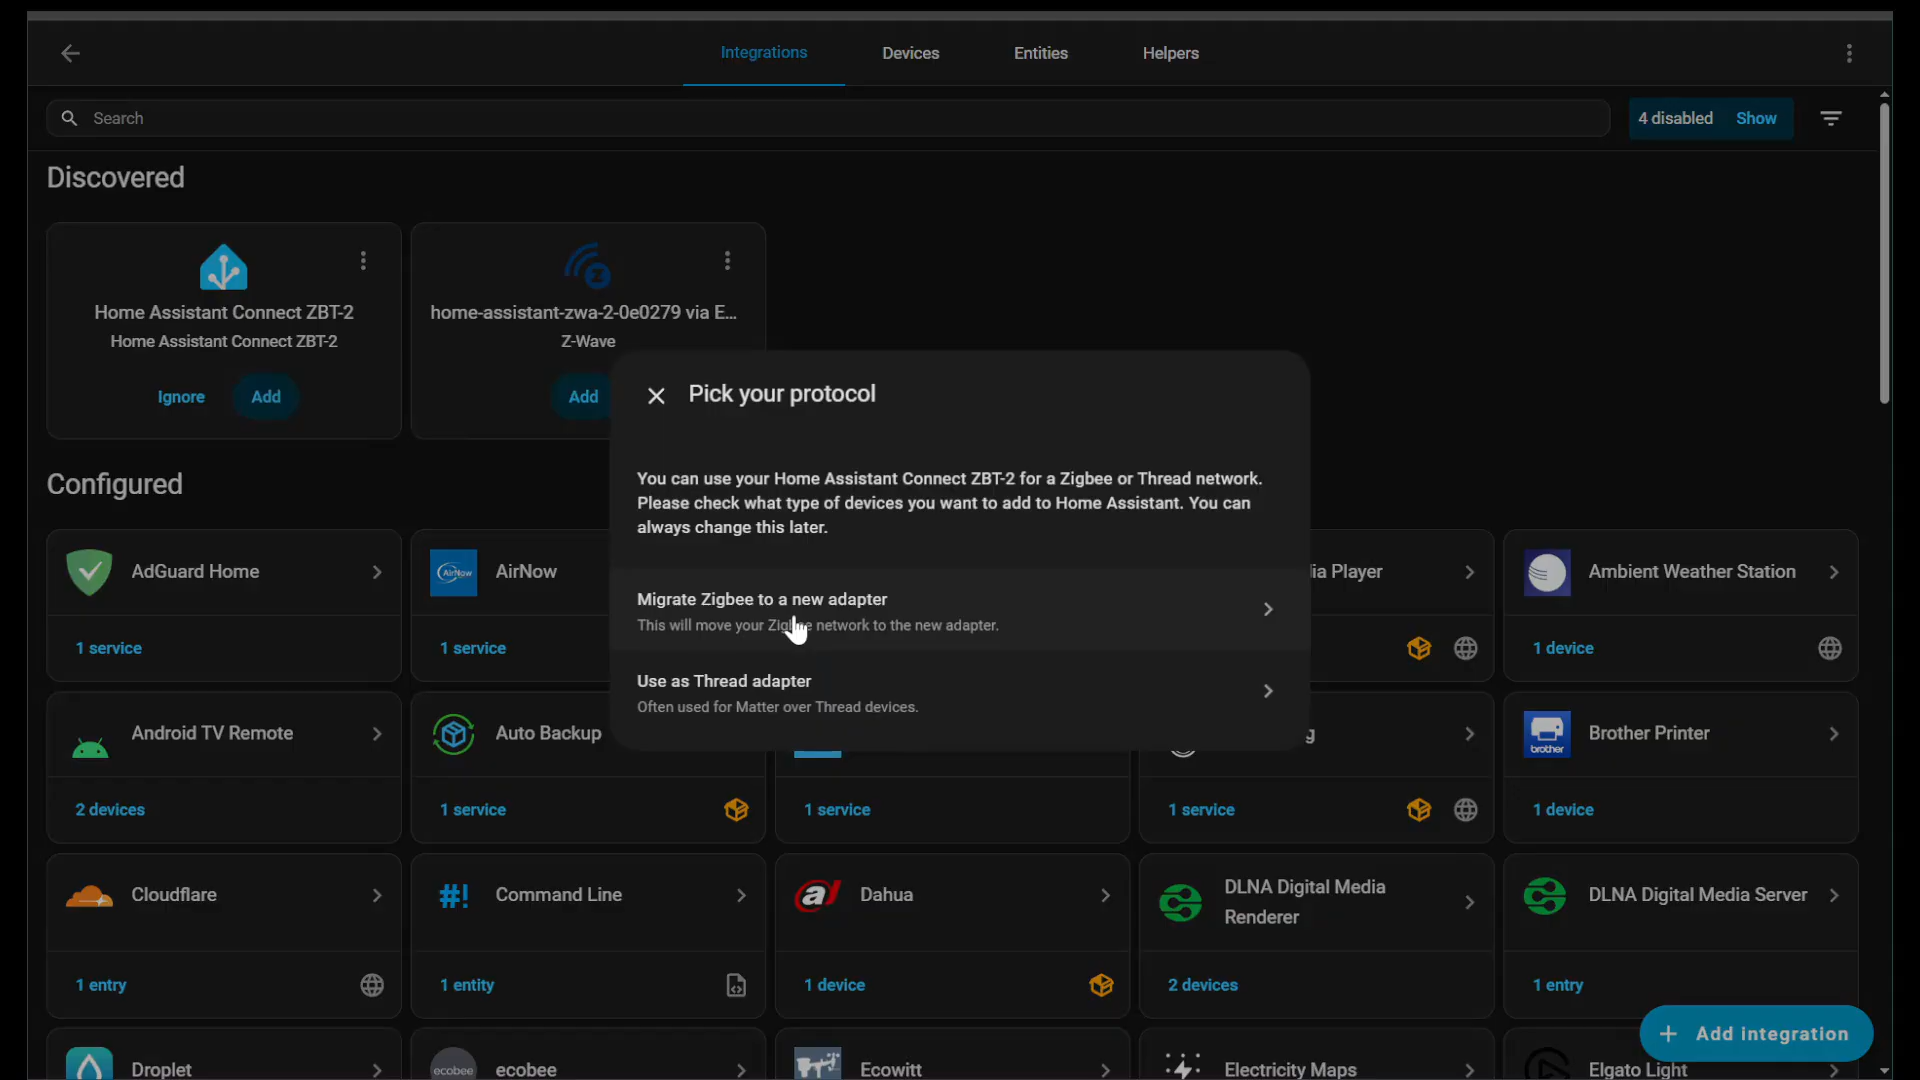 Integrations
Devices
Entities
Helpers
Search
4 disabled Show
Discovered
Home Assistant Connect ZBT-2
Home Assistant Connect ZBT-2
Ignore Add
home-assistant-zwa-2-0e0279 via E...
Z-Wave
Add
Pick your protocol
You can use your Home Assistant Connect ZBT-2 for a Zigbee or Thread network.
Please check what type of devices you want to add to Home Assistant. You can
always change this later.
Migrate Zigbee to a new adapter
This will move your Zigbee network to the new adapter.
Use as Thread adapter
Often used for Matter over Thread devices.
Configured
AdGuard Home
1 service
AirNow
AirNow
1 service
ia Player
Ambient Weather Station
1 device
Android TV Remote
2 devices
Auto Backup
1 service
1 service
g
1 service
brother
Brother Printer
1 device
Cloudflare
1 entry
#!
Command Line
1 entity
Dahua
1 device
DLNA Digital Media
Renderer
2 devices
DLNA Digital Media Server
1 entry
Droplet
ecobee
ecobee
Ecowitt
Electricity Maps
Elgato Light
+ Add integration